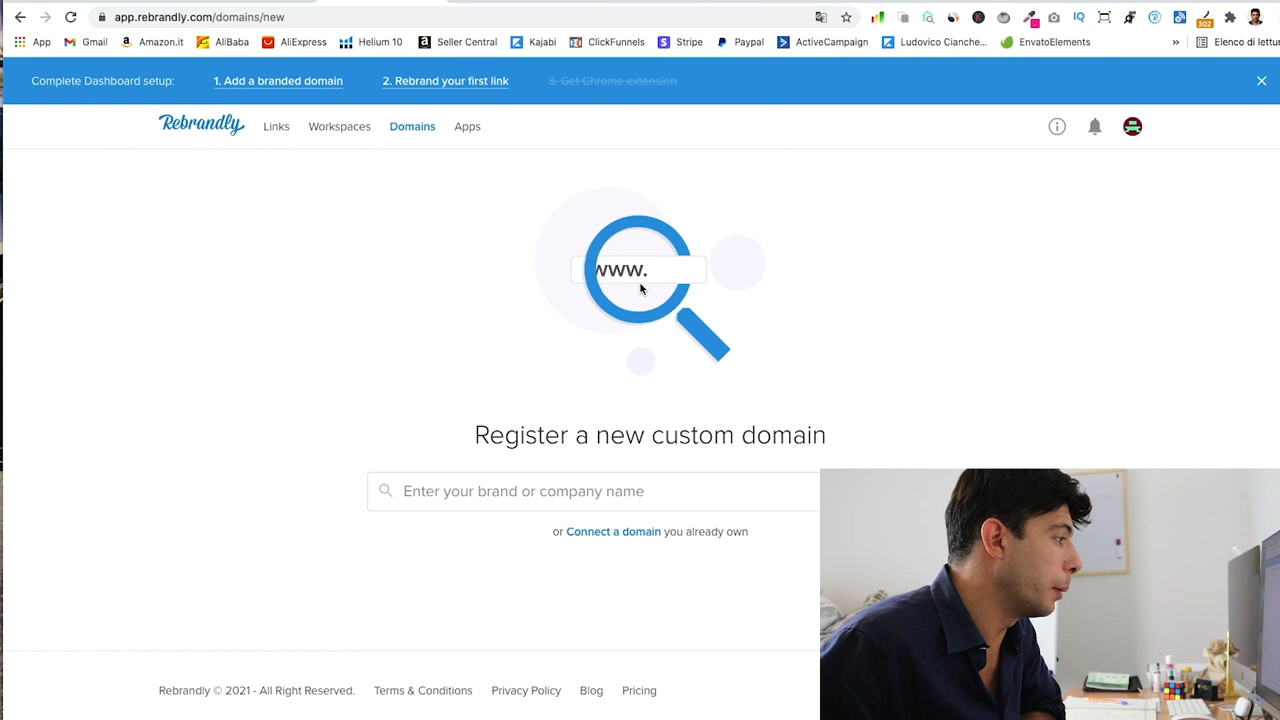 app.rebrandly.com/domains/new
302
App Gmail Amazon.it AliBaba AliExpress Helium 10 Seller Central Kajabi ClickFunnels Stripe Paypal ActiveCampaign Ludovico Cianche... EnvatoElements » Elenco di lettur
Complete Dashboard setup: 1. Add a branded domain 2. Rebrand your first link 3. Get Chrome extension
Rebrandly Links Workspaces Domains Apps
www.
Register a new custom domain
Enter your brand or company name
or Connect a domain you already own
Rebrandly © 2021 - All Right Reserved. Terms & Conditions Privacy Policy Blog Pricing